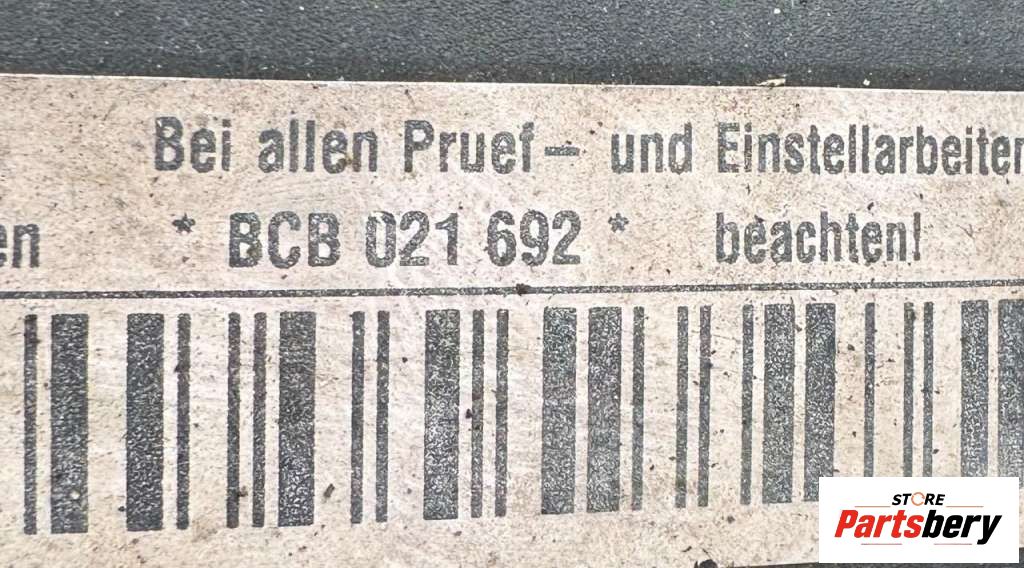 Bei allen Pruef- und Einstellarbeiten
en * BCB 021 692 * beachten!
STORE
Partsbery